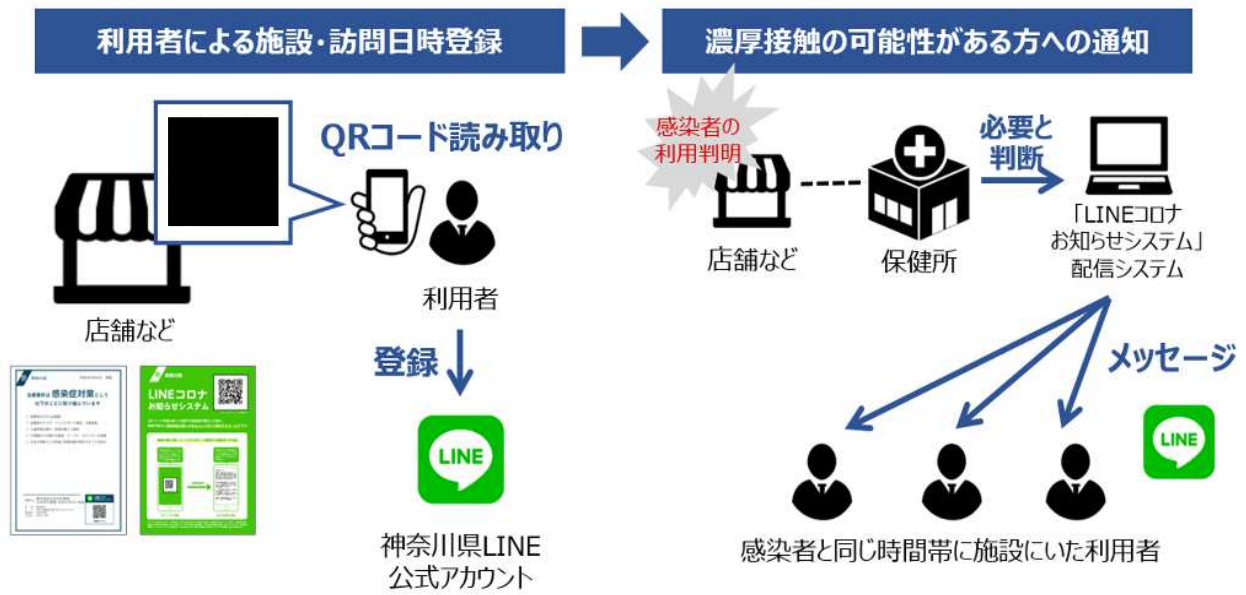 利用者による施設・訪問日時登録
濃厚接触の可能性がある方への通知
QRコード読み取り
店舗など
利用者
登録
LINE
神奈川県LINE
公式アカウント
感染症対策
LINEコロナ
お知らせシステム
感染者の
利用判明
店舗など
保健所
必要と
判断
「LINEコロナ
お知らせシステム」
配信システム
メッセージ
LINE
感染者と同じ時間帯に施設にいた利用者